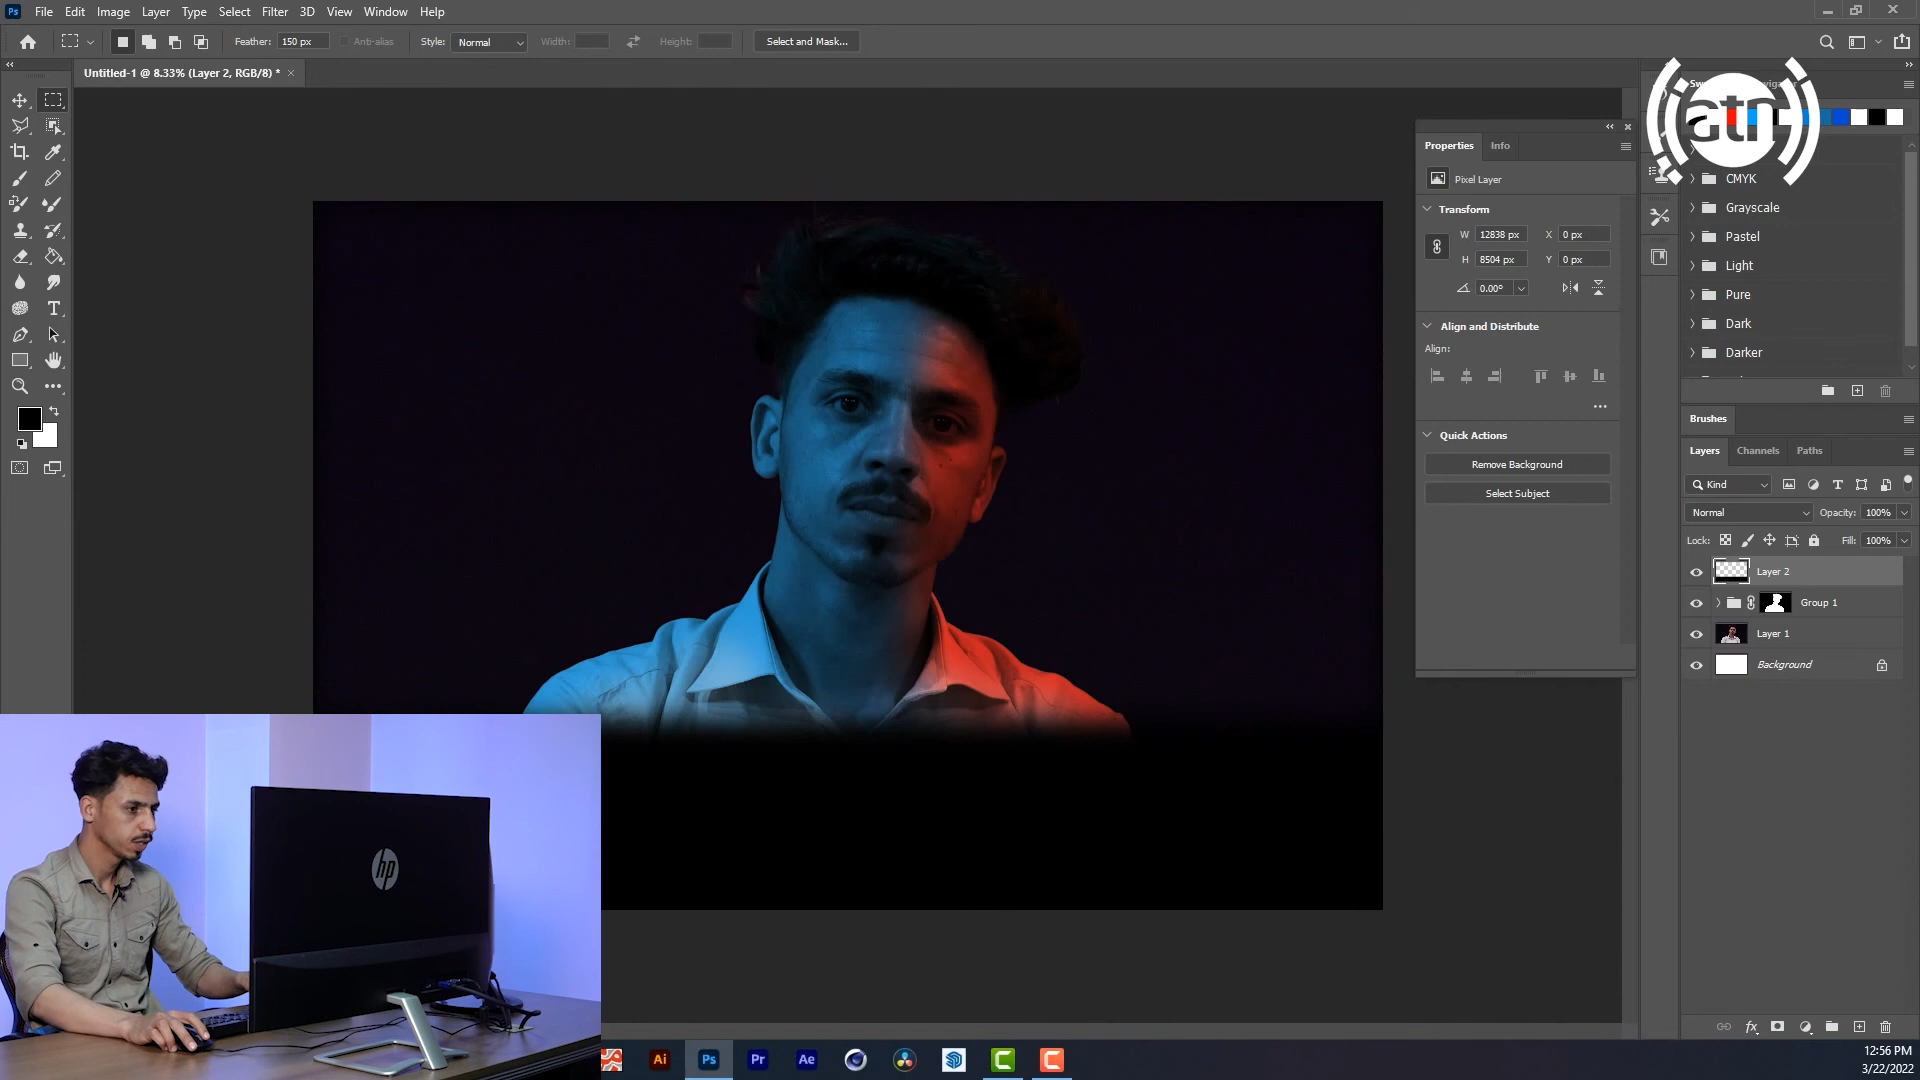 Ps File Edit Image Layer Type Select Filter 3D View Window Help
Feather: 150 px Anti-alias Style: Normal Width: Height: Select and Mask...
Untitled-1 @ 8.33% (Layer 2, RGB/8) *
atn
Properties Info
Pixel Layer
Transform
W 12838 px X 0 px
H 8504 px Y 0 px
0.00°
Align and Distribute
Align:
Quick Actions
Remove Background
Select Subject
CMYK
Grayscale
Pastel
Light
Pure
Dark
Darker
Brushes
Layers Channels Paths
Kind
Normal Opacity: 100%
Lock: Fill: 100%
Layer 2
Group 1
Layer 1
Background
fx
hp
Ai Ps Pr Ae
12:56 PM
3/22/2022